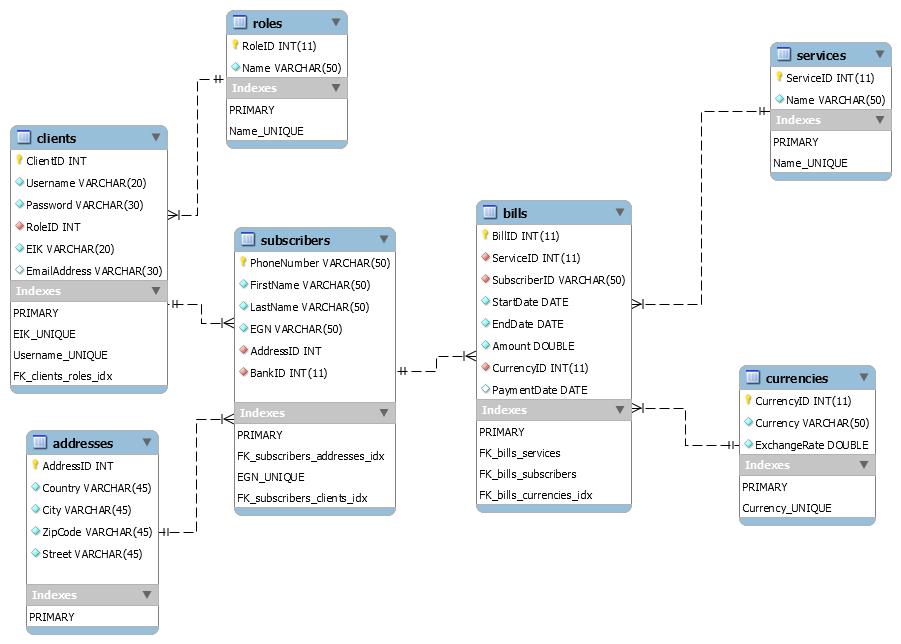 roles
RoleID INT(11)
Name VARCHAR(50)
Indexes
PRIMARY
Name_UNIQUE
services
ServiceID INT(11)
Name VARCHAR(50)
Indexes
PRIMARY
Name_UNIQUE
clients
ClientID INT
Username VARCHAR(20)
Password VARCHAR(30)
RoleID INT
EIK VARCHAR(20)
EmailAddress VARCHAR(30)
Indexes
PRIMARY
EIK_UNIQUE
Username_UNIQUE
FK_clients_roles_idx
subscribers
PhoneNumber VARCHAR(50)
FirstName VARCHAR(50)
LastName VARCHAR(50)
EGN VARCHAR(50)
AddressID INT
BankID INT(11)
Indexes
PRIMARY
FK_subscribers_addresses_idx
EGN_UNIQUE
FK_subscribers_clients_idx
bills
BillID INT(11)
ServiceID INT(11)
SubscriberID VARCHAR(50)
StartDate DATE
EndDate DATE
Amount DOUBLE
CurrencyID INT(11)
PaymentDate DATE
Indexes
PRIMARY
FK_bills_services
FK_bills_subscribers
FK_bills_currencies_idx
currencies
CurrencyID INT(11)
Currency VARCHAR(50)
ExchangeRate DOUBLE
Indexes
PRIMARY
Currency_UNIQUE
addresses
AddressID INT
Country VARCHAR(45)
City VARCHAR(45)
ZipCode VARCHAR(45)
Street VARCHAR(45)
Indexes
PRIMARY